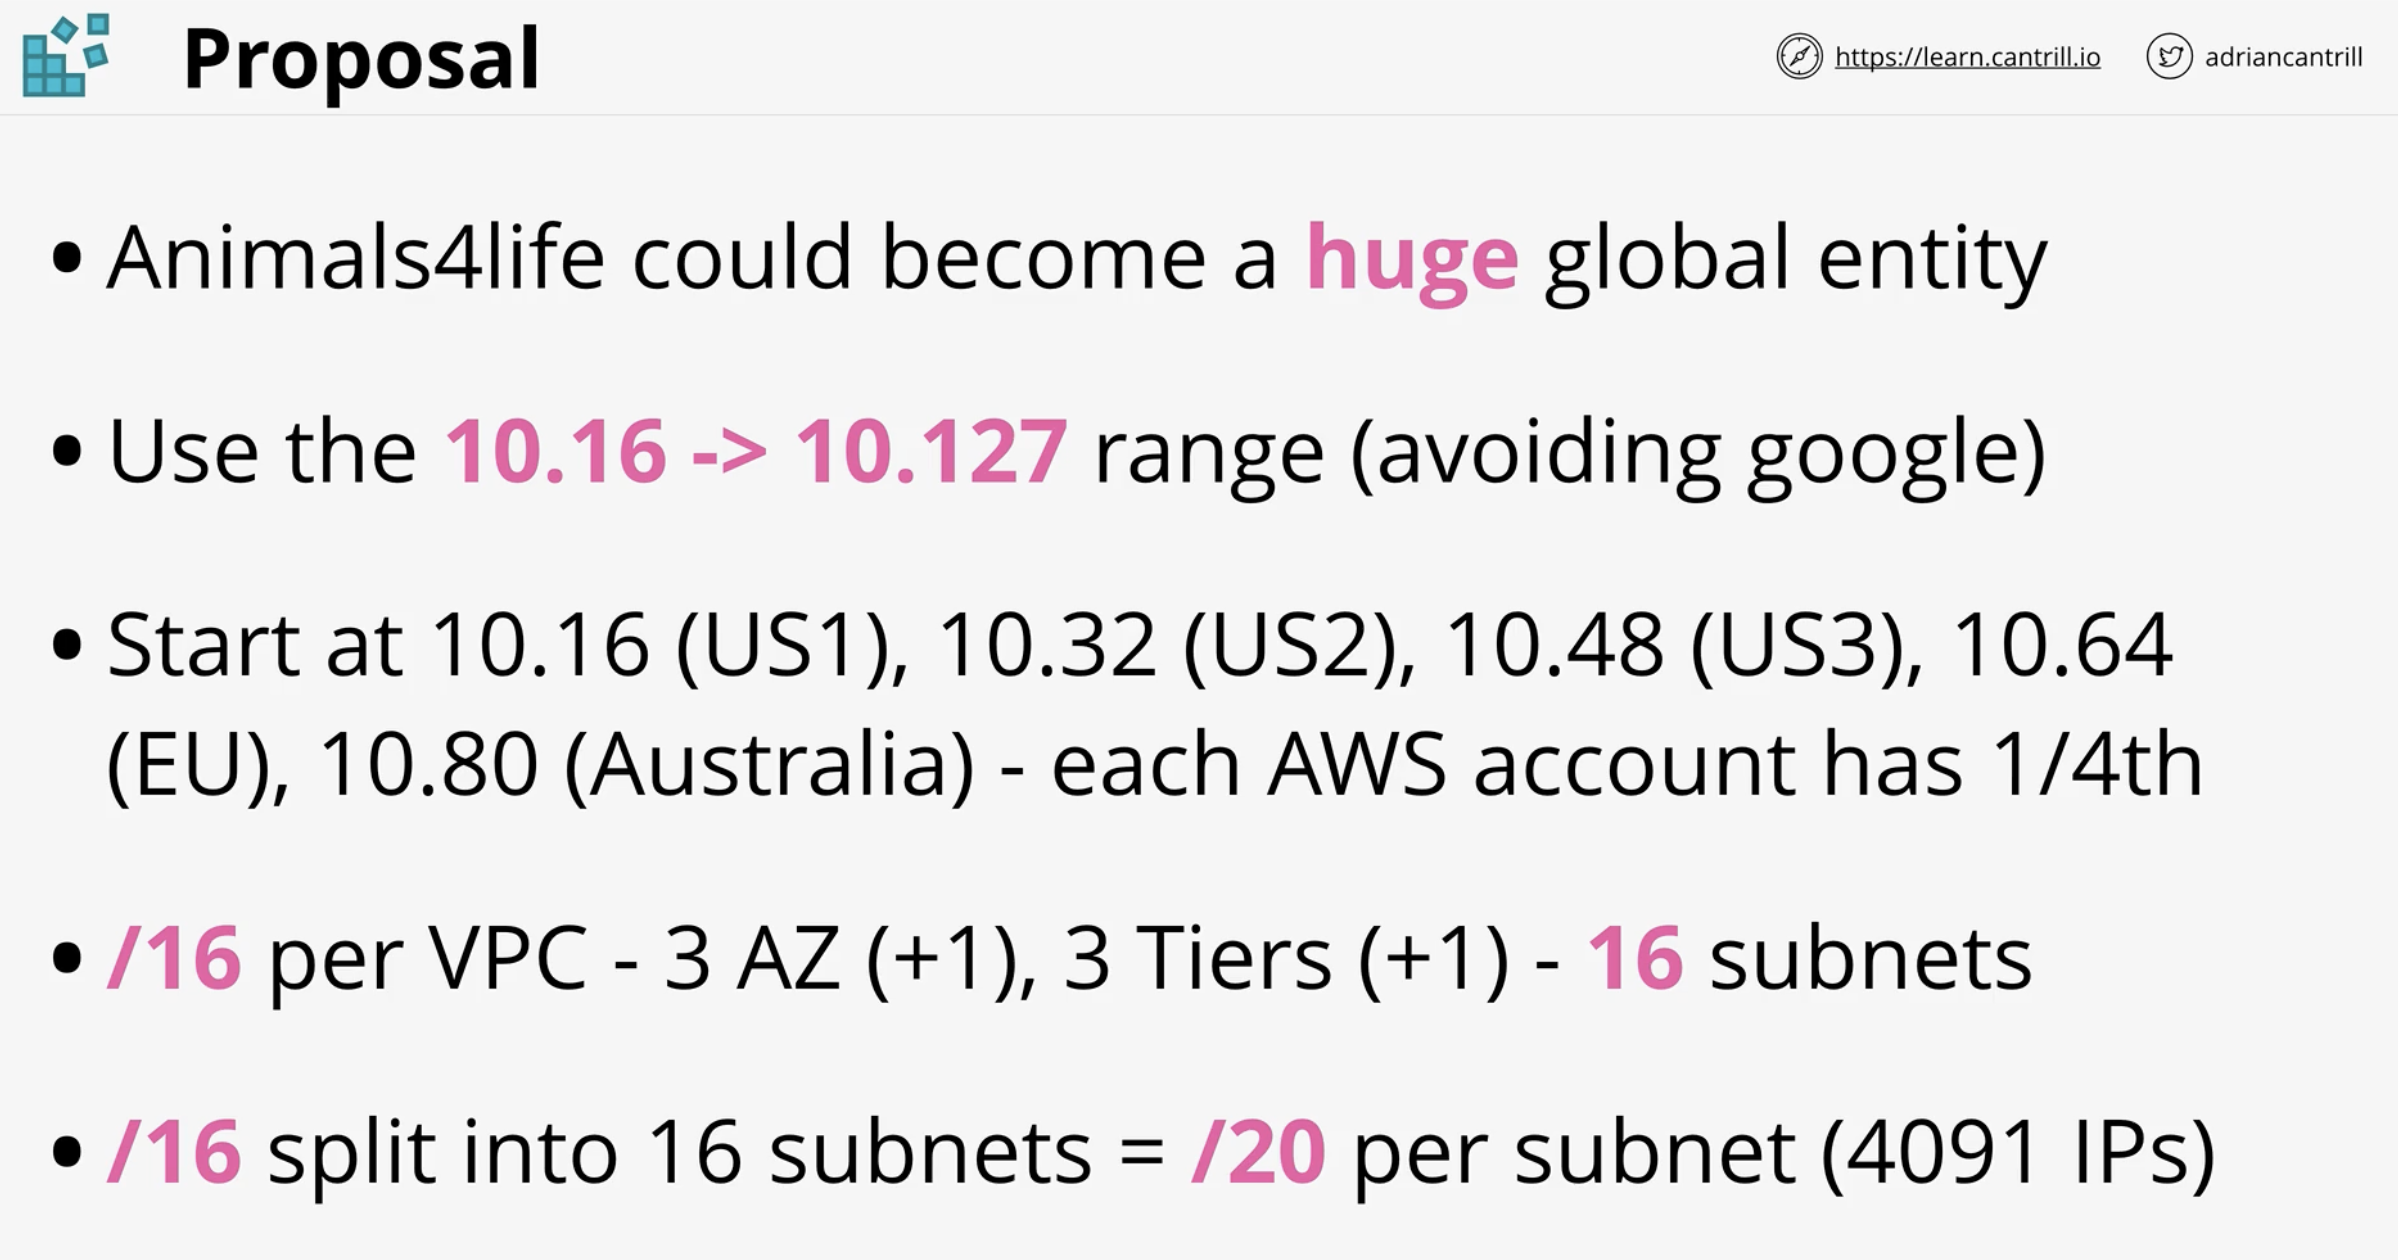 Proposal
https://learn.cantrill.io
adriancantrill
• Animals4life could become a huge global entity
• Use the 10.16 -> 10.127 range (avoiding google)
• Start at 10.16 (US1), 10.32 (US2), 10.48 (US3), 10.64
(EU), 10.80 (Australia) - each AWS account has 1/4th
• /16 per VPC - 3 AZ (+1), 3 Tiers (+1) - 16 subnets
• /16 split into 16 subnets = /20 per subnet (4091 IPs)